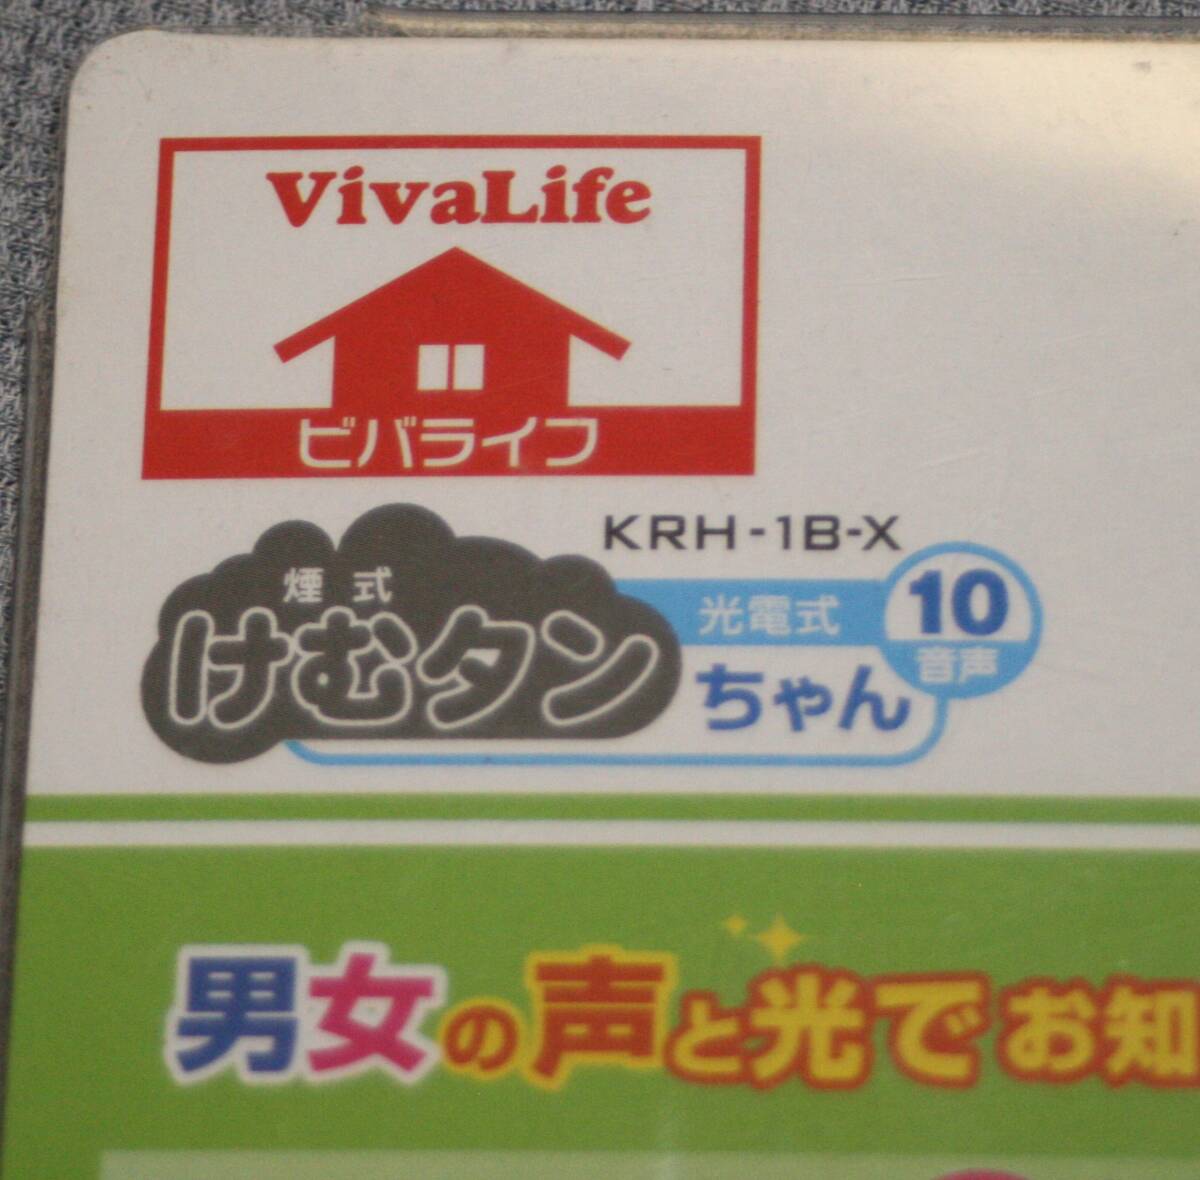 VivaLife
ビバライフ
KRH-1B-X
煙式
けむタン
光電式
ちゃん
10
音声
男女の声と光でお知